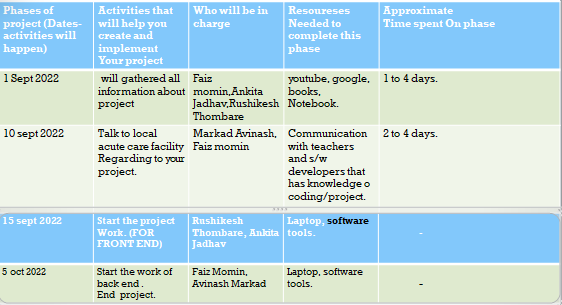 Phases of
project (Dates-
activities will
happen)
Activities that
will help you
create and
implement
Your project
Who will be in
charge
Resoureses
Needed to
complete this
phase
Approximate
Time spent On phase
1 Sept 2022
will gathered all
information about
project
Faiz
momin,Ankita
Jadhav,Rushikesh
Thombare
youtube, google,
books,
Notebook.
1 to 4 days.
10 sept 2022
Talk to local
acute care facility
Regarding to your
project.
Markad Avinash,
Faiz momin
Communication
with teachers
and s/w
developers that
has knowledge o
coding/project.
2 to 4 days.
15 sept 2022
Start the project
Work. (FOR
FRONT END)
Rushikesh
Thombare, Ankita
Jadhav
Laptop, software
tools.
-
5 oct 2022
Start the work of
back end .
End project.
Faiz Momin,
Avinash Markad
Laptop, software
tools.
-